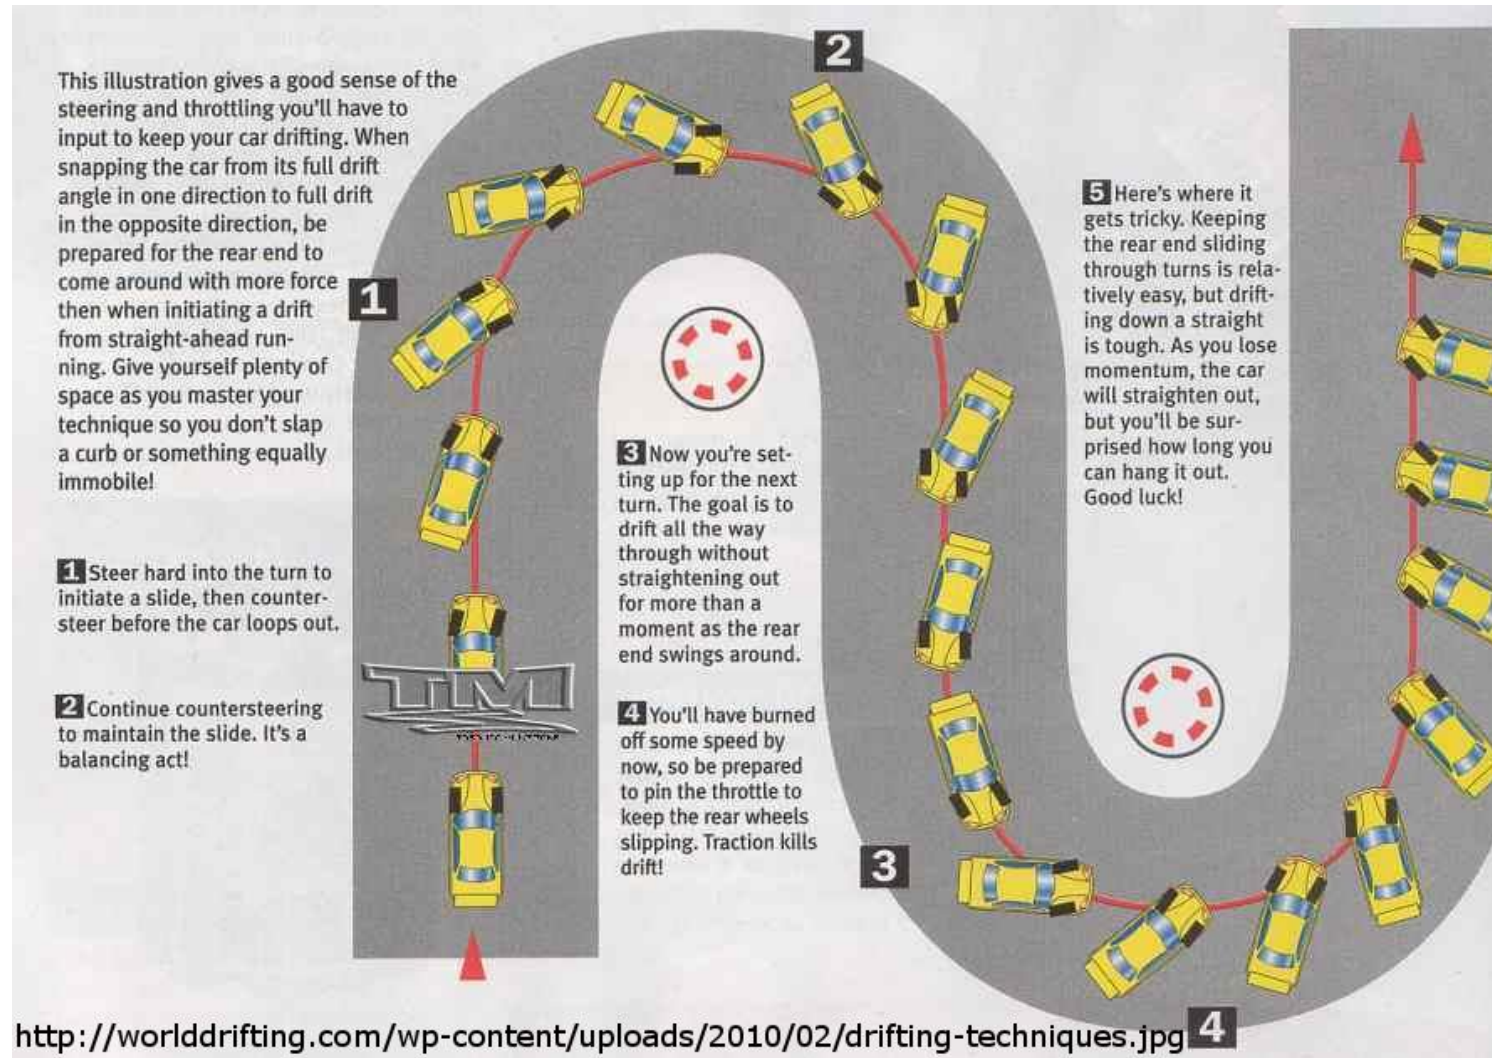 This illustration gives a good sense of the
steering and throttling you'll have to
input to keep your car drifting. When
snapping the car from its full drift
angle in one direction to full drift
in the opposite direction, be
prepared for the rear end to
come around with more force
then when initiating a drift
from straight-ahead run-
ning. Give yourself plenty of
space as you master your
technique so you don't slap
a curb or something equally
immobile!
1 Steer hard into the turn to
initiate a slide, then counter-
steer before the car loops out.
2 Continue countersteering
to maintain the slide. It's a
balancing act!
1
2
3 Now you're set-
ting up for the next
turn. The goal is to
drift all the way
through without
straightening out
for more than a
moment as the rear
end swings around.
4 You'll have burned
off some speed by
now, so be prepared
to pin the throttle to
keep the rear wheels
slipping. Traction kills
drift!
3
5 Here's where it
gets tricky. Keeping
the rear end sliding
through turns is rela-
tively easy, but drift-
ing down a straight
is tough. As you lose
momentum, the car
will straighten out,
but you'll be sur-
prised how long you
can hang it out.
Good luck!
4
TM
http://worlddrifting.com/wp-content/uploads/2010/02/drifting-techniques.jpg